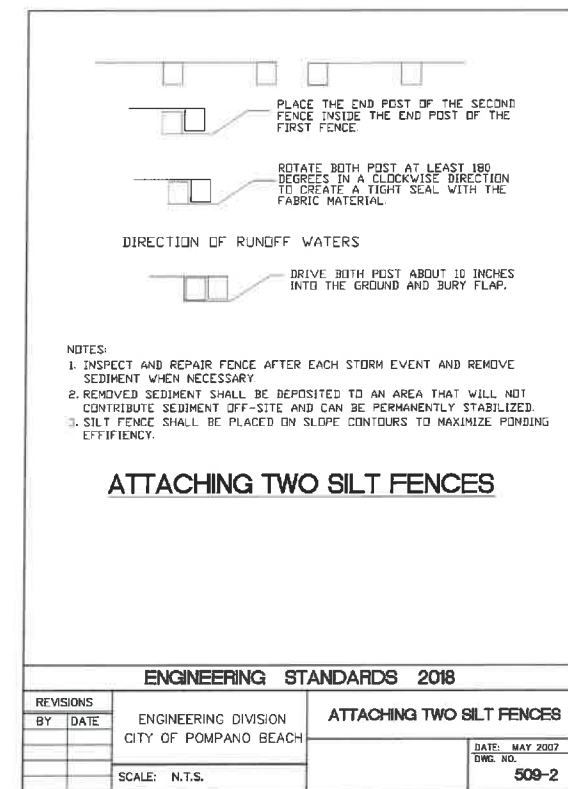 PLACE THE END POST OF THE SECOND
FENCE INSIDE THE END POST OF THE
FIRST FENCE.
ROTATE BOTH POST AT LEAST 180
DEGREES IN A CLOCKWISE DIRECTION
TO CREATE A TIGHT SEAL WITH THE
FABRIC MATERIAL.
DIRECTION OF RUNOFF WATERS
DRIVE BOTH POST ABOUT 10 INCHES
INTO THE GROUND AND BURY FLAP.
NOTES:
1. INSPECT AND REPAIR FENCE AFTER EACH STORM EVENT AND REMOVE
SEDIMENT WHEN NECESSARY.
2. REMOVED SEDIMENT SHALL BE DEPOSITED TO AN AREA THAT WILL NOT
CONTRIBUTE SEDIMENT OFF-SITE AND CAN BE PERMANENTLY STABILIZED.
3. SILT FENCE SHALL BE PLACED ON SLOPE CONTOURS TO MAXIMIZE PONDING
EFFIFIENCY.
ATTACHING TWO SILT FENCES
ENGINEERING STANDARDS 2018
REVISIONS
BY DATE
ENGINEERING DIVISION
CITY OF POMPANO BEACH
SCALE: N.T.S.
ATTACHING TWO SILT FENCES
DATE: MAY 2007
DWG. NO.
509-2